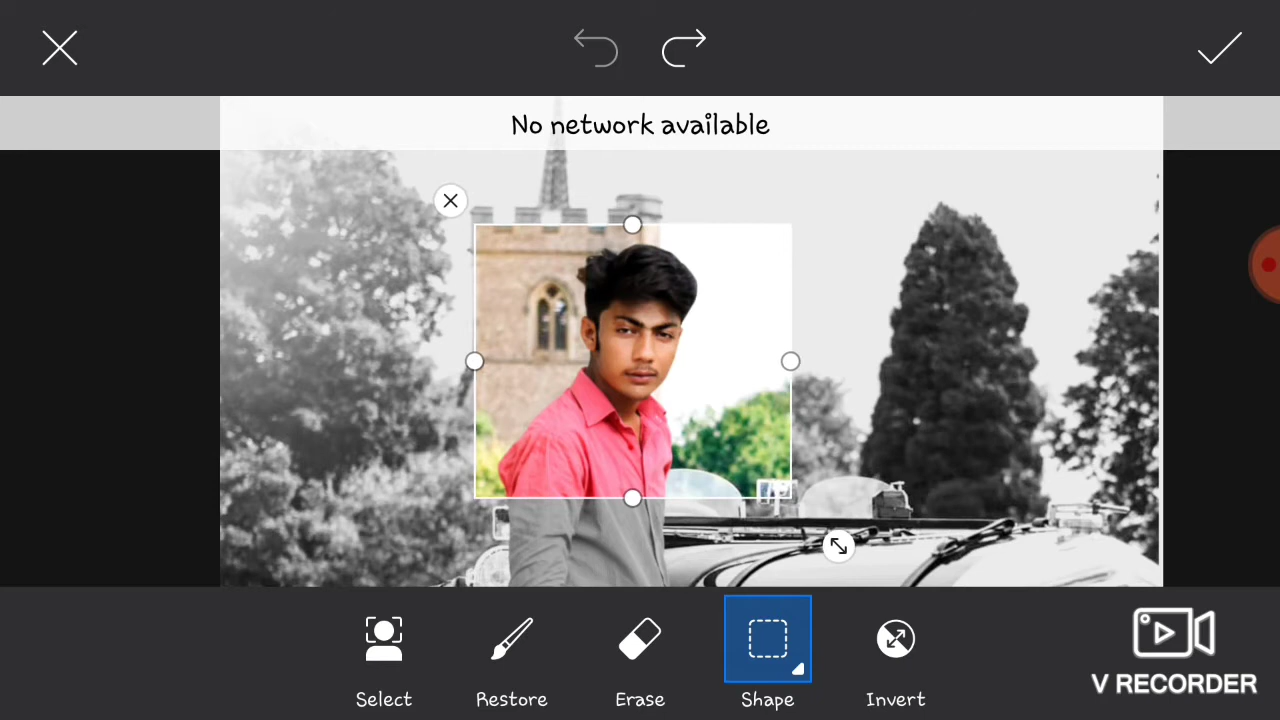 No network available
Select
Restore
Erase
Shape
Invert
V RECORDER